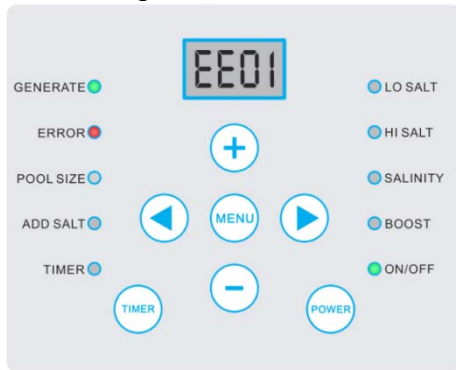 EE01
GENERATE
LO SALT
ERROR
HI SALT
POOL SIZE
SALINITY
MENU
ADD SALT
BOOST
TIMER
ON/OFF
TIMER
POWER